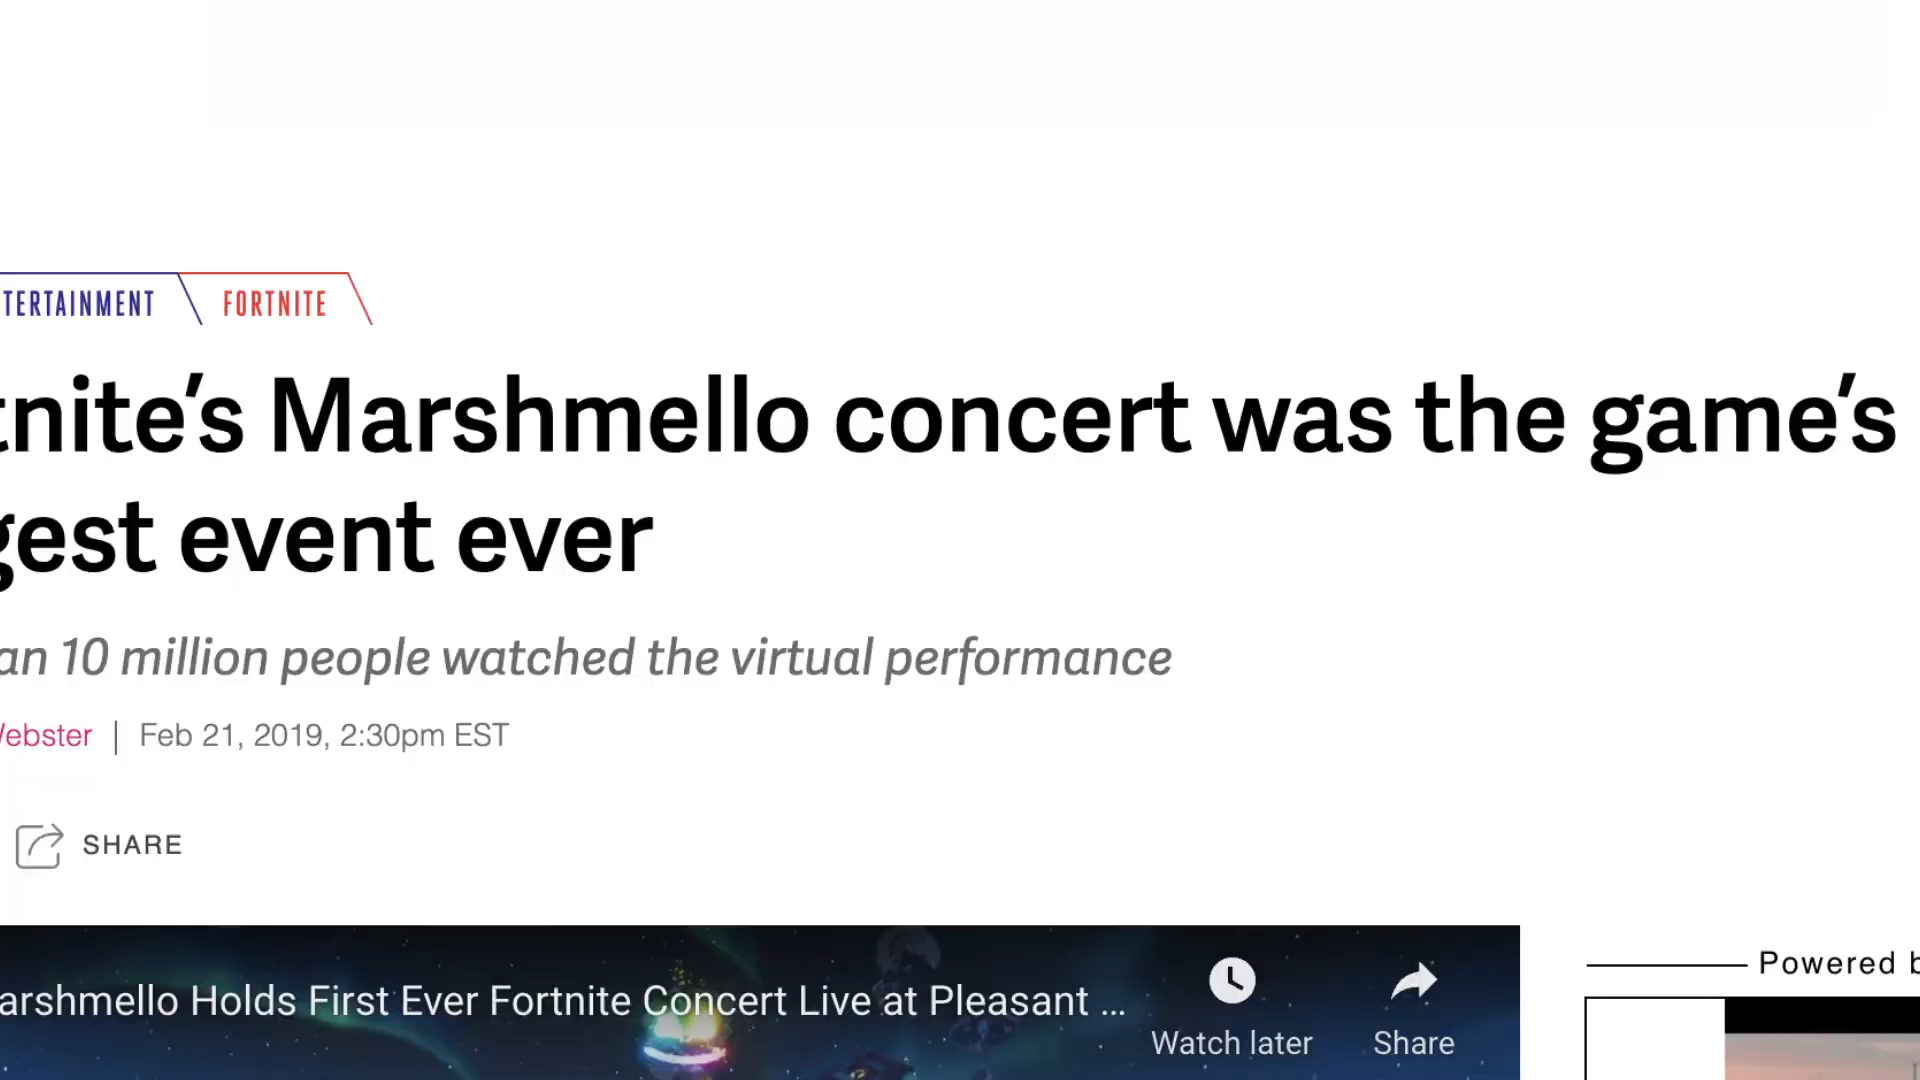 TERTAINMENT FORTNITE
tnite’s Marshmello concert was the game’s
gest event ever
an 10 million people watched the virtual performance
Webster | Feb 21, 2019, 2:30pm EST
SHARE
arshmello Holds First Ever Fortnite Concert Live at Pleasant ...
Watch later Share
Powered b